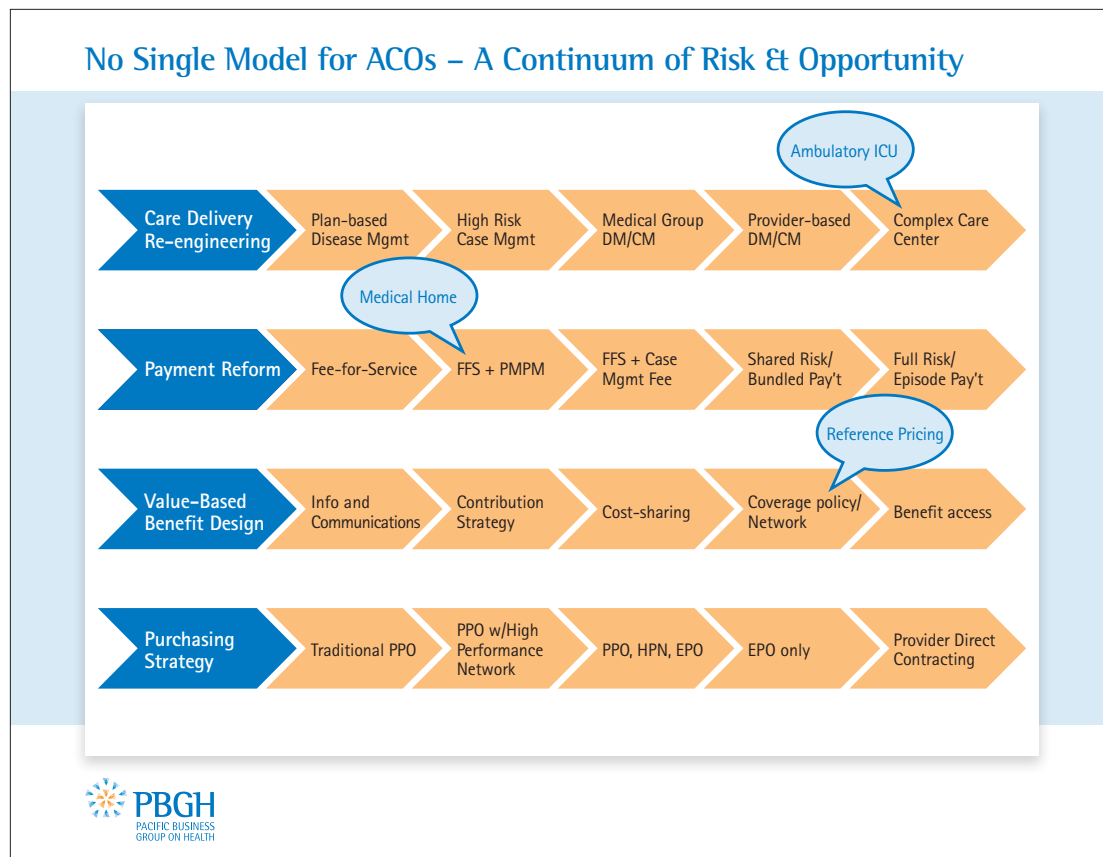 No Single Model for ACOs – A Continuum of Risk & Opportunity
Ambulatory ICU
Care Delivery
Re-engineering
Plan-based
Disease Mgmt
High Risk
Case Mgmt
Medical Group
DM/CM
Provider-based
DM/CM
Complex Care
Center
Medical Home
Payment Reform
Fee-for-Service
FFS + PMPM
FFS + Case
Mgmt Fee
Shared Risk/
Bundled Pay't
Full Risk/
Episode Pay't
Reference Pricing
Value-Based
Benefit Design
Info and
Communications
Contribution
Strategy
Cost-sharing
Coverage policy/
Network
Benefit access
Purchasing
Strategy
Traditional PPO
PPO w/High
Performance
Network
PPO, HPN, EPO
EPO only
Provider Direct
Contracting
PBGH
PACIFIC BUSINESS
GROUP ON HEALTH